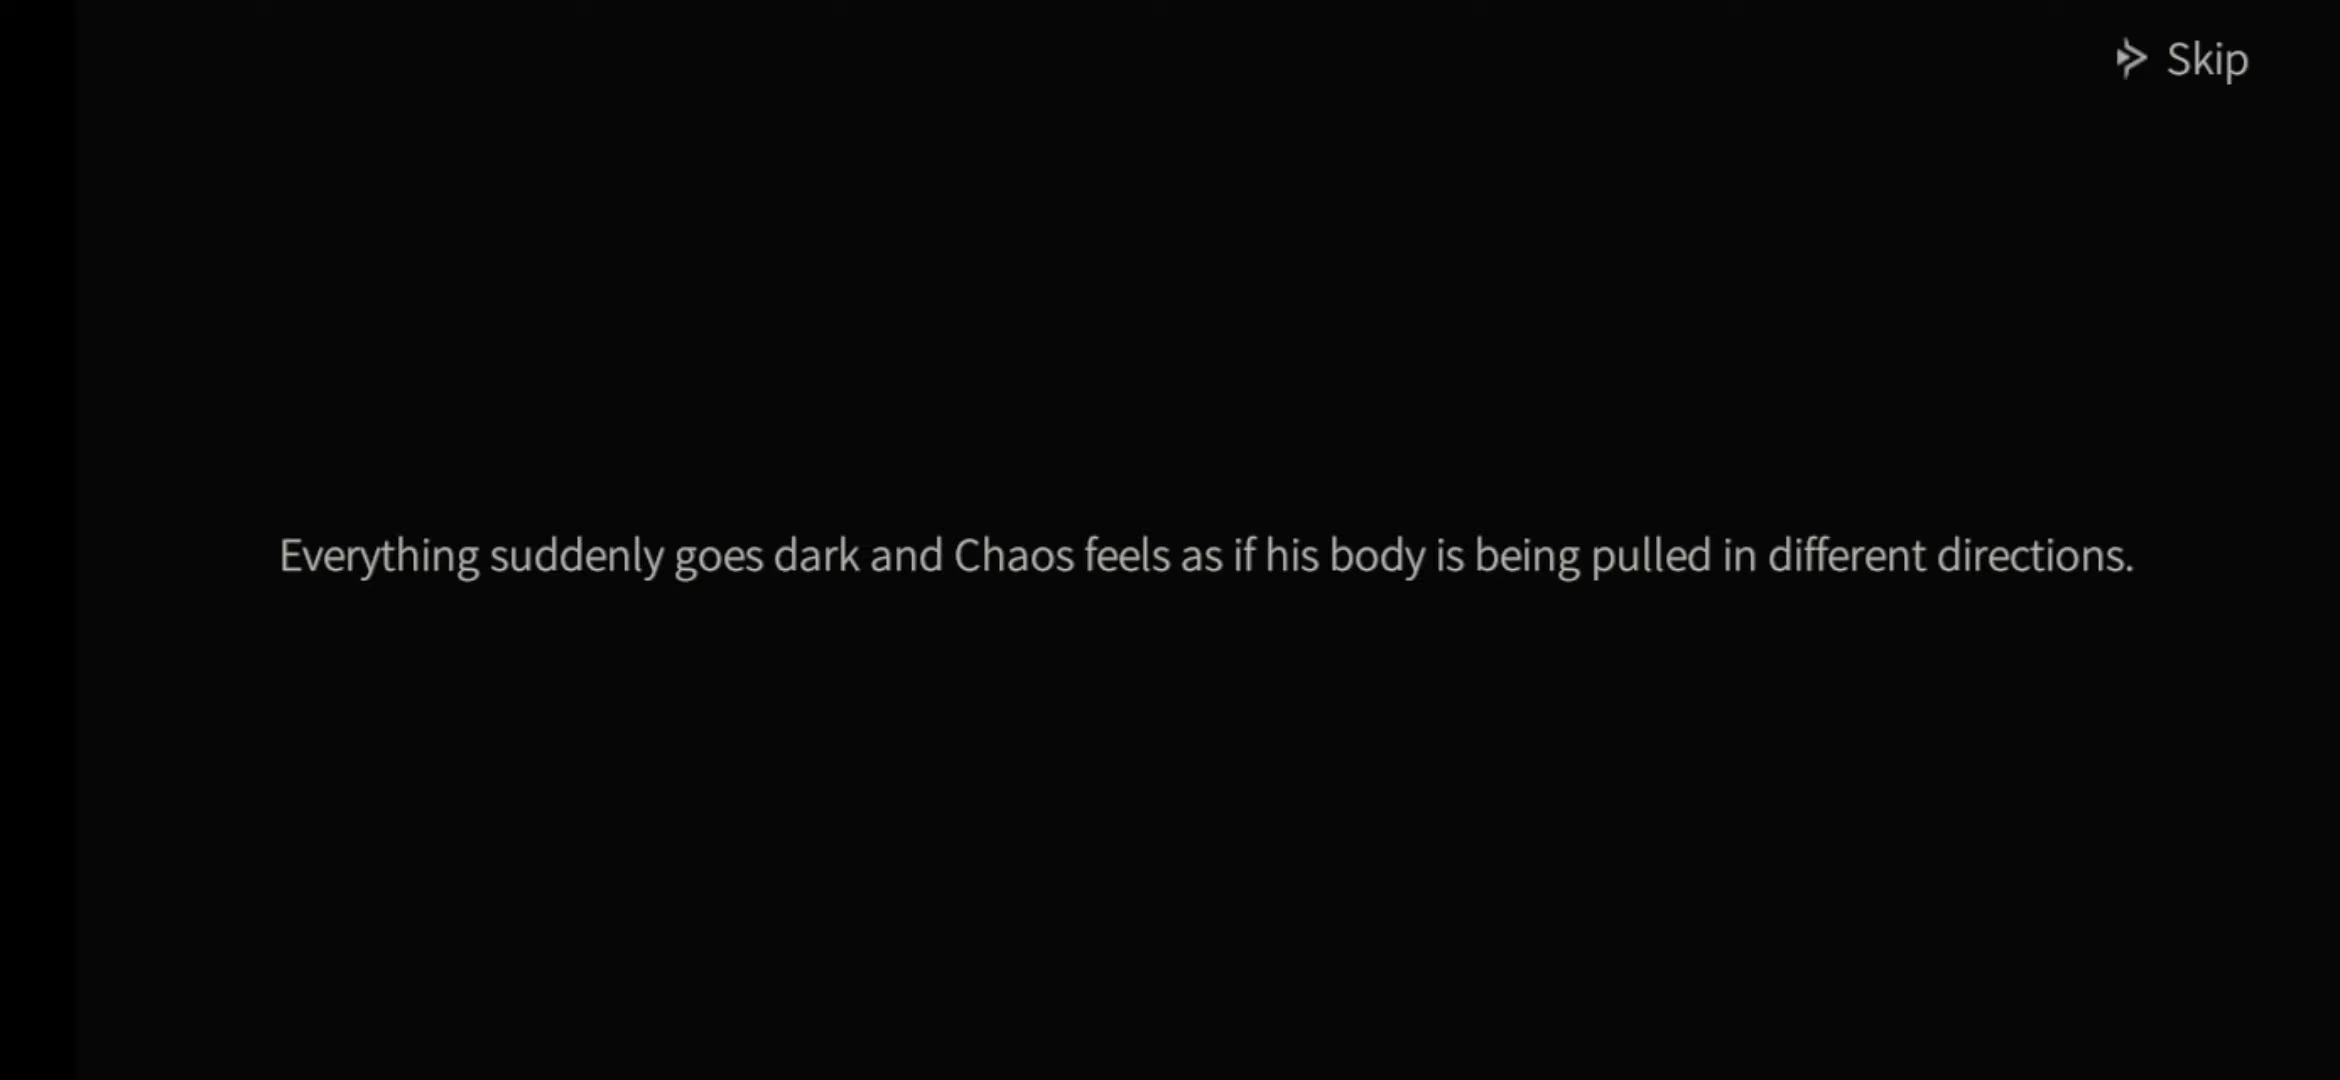 Skip
Everything suddenly goes dark and Chaos feels as if his body is being pulled in different directions.